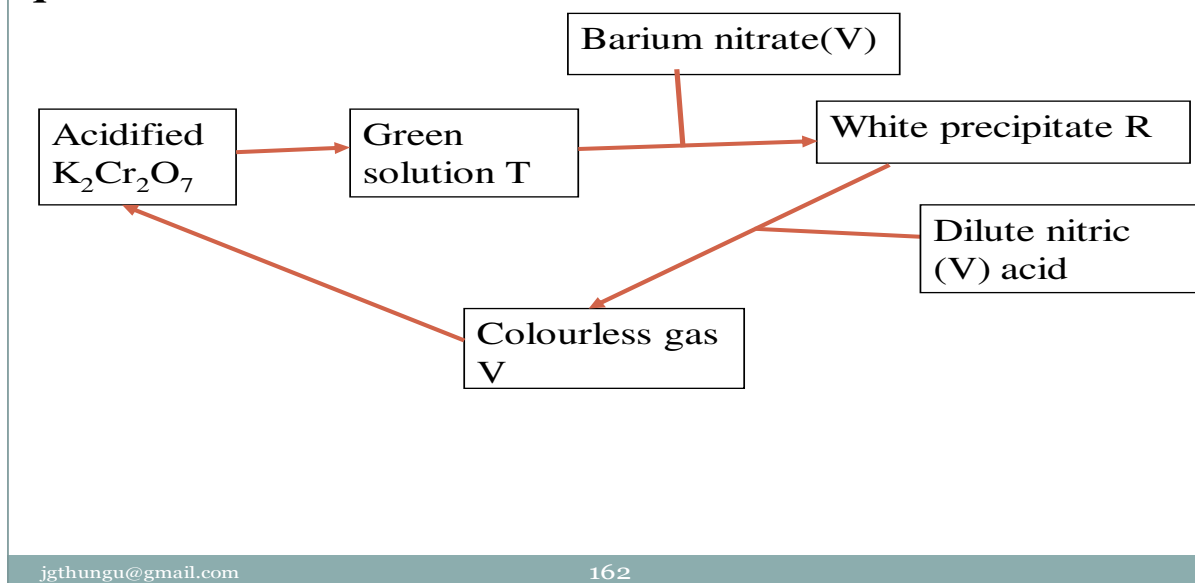 Barium nitrate(V)
Acidified
K₂Cr₂O₇
Green
solution T
White precipitate R
Dilute nitric
(V) acid
Colourless gas
V
jgthungu@gmail.com
162